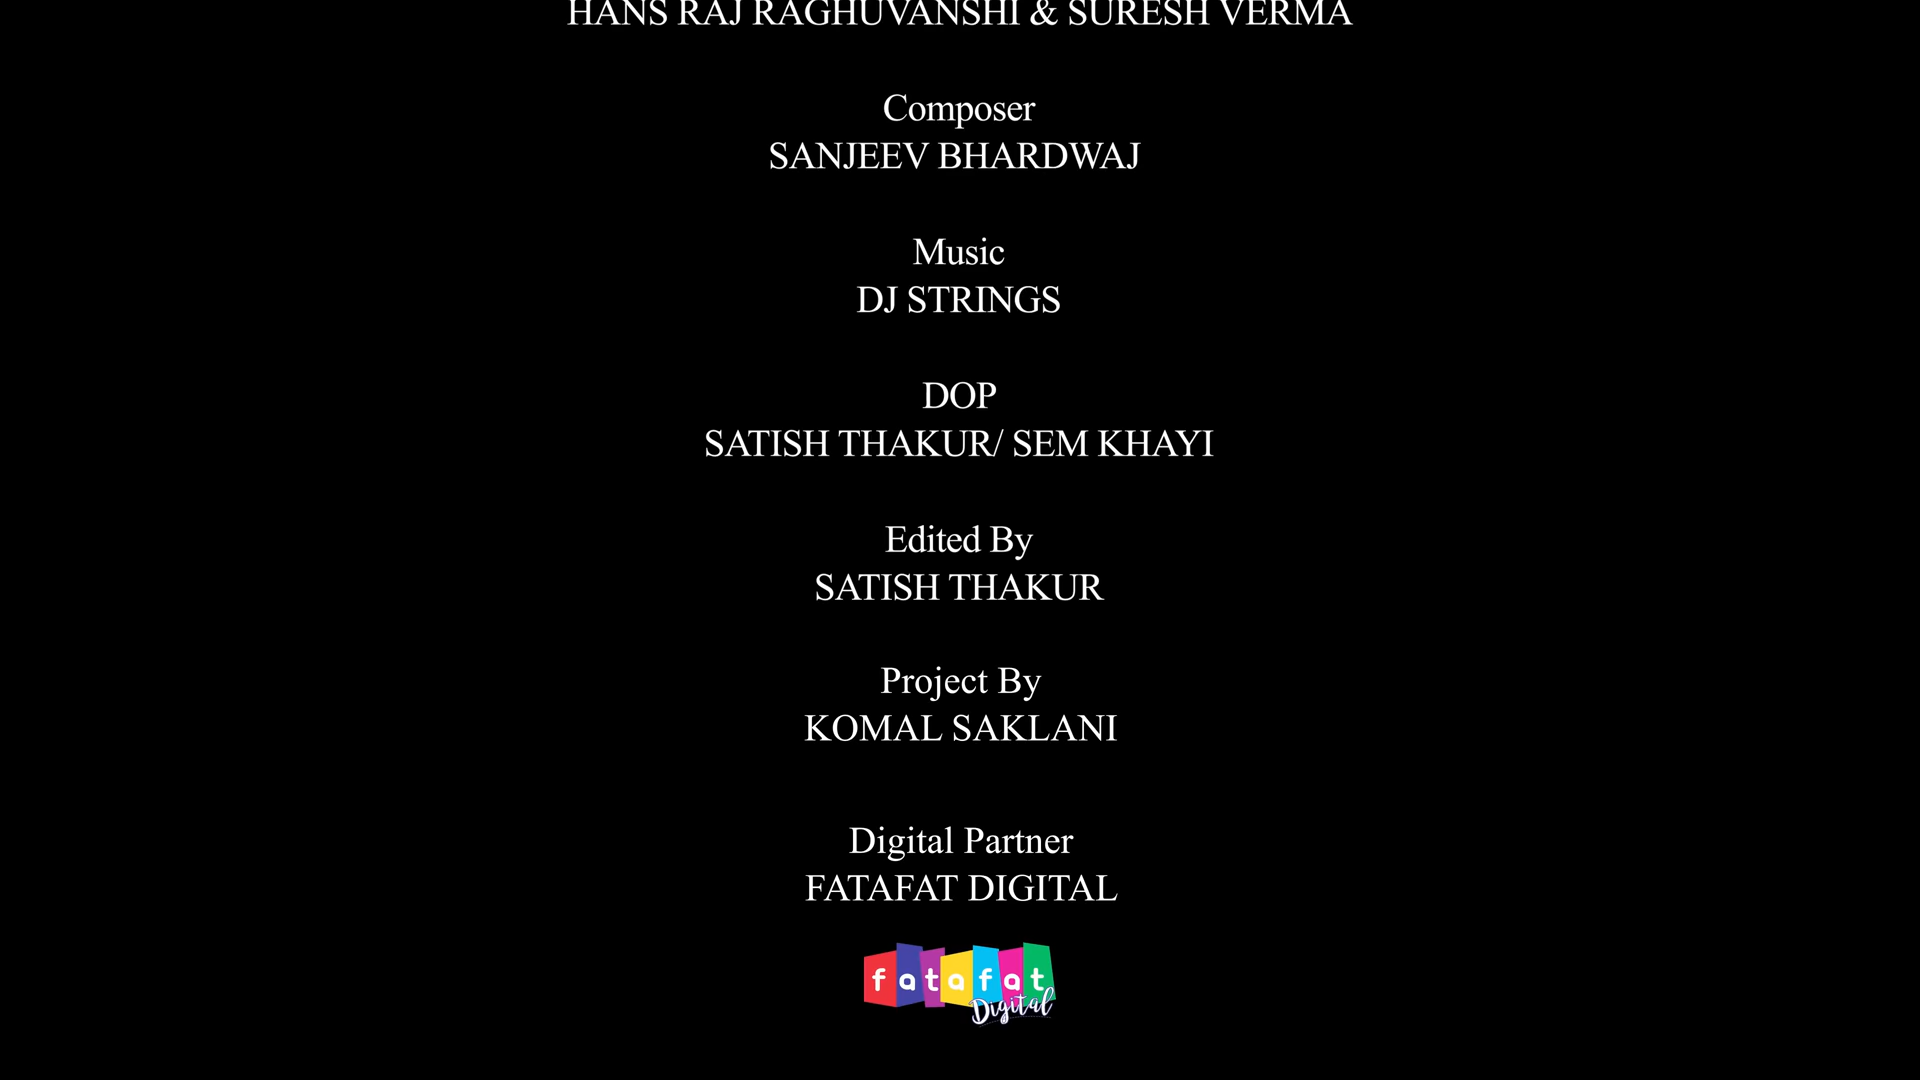 HANS RAJ RAGHUVANSHI & SURESH VERMA
Composer
SANJEEV BHARDWAJ
Music
DJ STRINGS
DOP
SATISH THAKUR/ SEM KHAYI
Edited By
SATISH THAKUR
Project By
KOMAL SAKLANI
Digital Partner
FATAFAT DIGITAL
fatafat
Digital